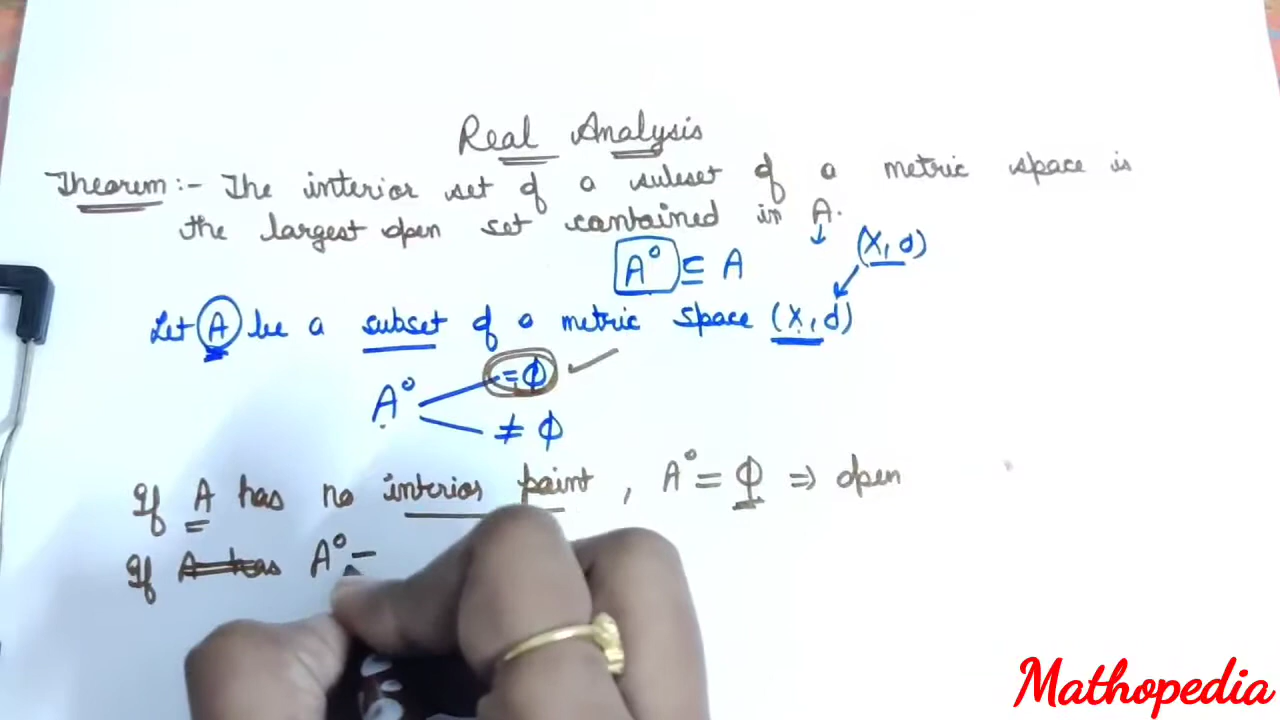 Real Analysis
Theorem:- The interior set of a subset of a metric space is
the largest open set contained in A.
(X, d)
A° ⊆ A
Let A be a subset of a metric space (X, d)
= Φ
A°
≠ Φ
If A has no interior point, A° = Φ ⇒ open
If A has A° =
Mathopedia